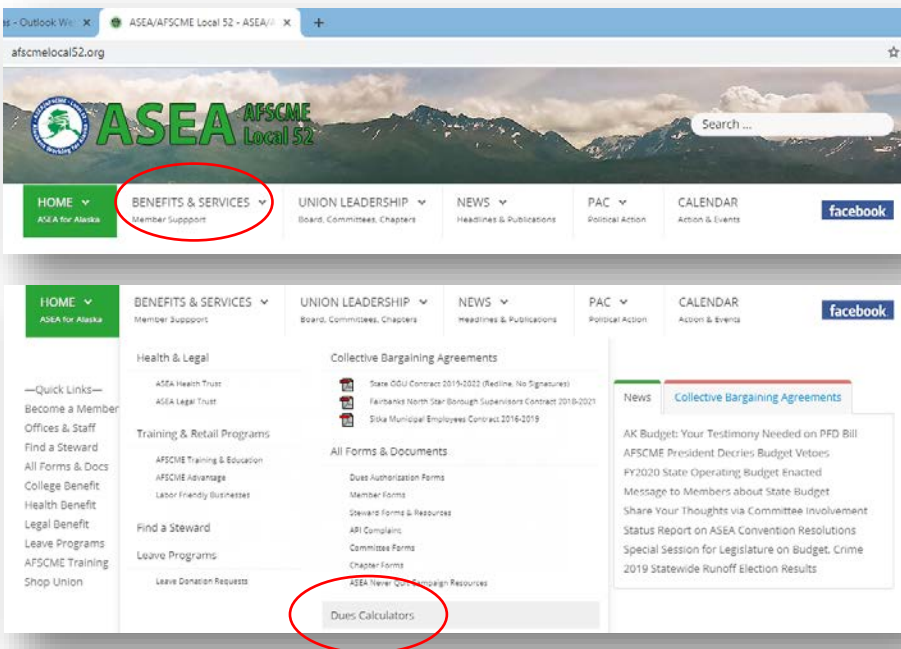 es - Outlook We
ASEA/AFSCME Local 52 - ASEA/A
afscmelocal52.org
ASEA AFSCME Local 52
Search ...
HOME
ASEA for Alaska
BENEFITS & SERVICES
Member Suppport
UNION LEADERSHIP
Board, Committees, Chapters
NEWS
Headlines & Publications
PAC
Political Action
CALENDAR
Action & Events
facebook
HOME
ASEA for Alaska
BENEFITS & SERVICES
Member Suppport
UNION LEADERSHIP
Board, Committees, Chapters
NEWS
Headlines & Publications
PAC
Political Action
CALENDAR
Action & Events
facebook
—Quick Links—
Become a Member
Offices & Staff
Find a Steward
All Forms & Docs
College Benefit
Health Benefit
Legal Benefit
Leave Programs
AFSCME Training
Shop Union
Health & Legal
ASEA Health Trust
ASEA Legal Trust
Training & Retail Programs
AFSCME Training & Education
AFSCME Advantage
Labor Friendly Businesses
Find a Steward
Leave Programs
Leave Donation Requests
Collective Bargaining Agreements
State GGU Contract 2019-2022 (Redline, No Signatures)
Fairbanks North Star Borough Supervisors Contract 2018-2021
Sitka Municipal Employees Contract 2016-2019
All Forms & Documents
Dues Authorization Forms
Member Forms
Steward Forms & Resources
API Complaint
Committee Forms
Chapter Forms
ASEA Never Quit Campaign Resources
Dues Calculators
News
Collective Bargaining Agreements
AK Budget: Your Testimony Needed on PFD Bill
AFSCME President Decries Budget Vetoes
FY2020 State Operating Budget Enacted
Message to Members about State Budget
Share Your Thoughts via Committee Involvement
Status Report on ASEA Convention Resolutions
Special Session for Legislature on Budget, Crime
2019 Statewide Runoff Election Results